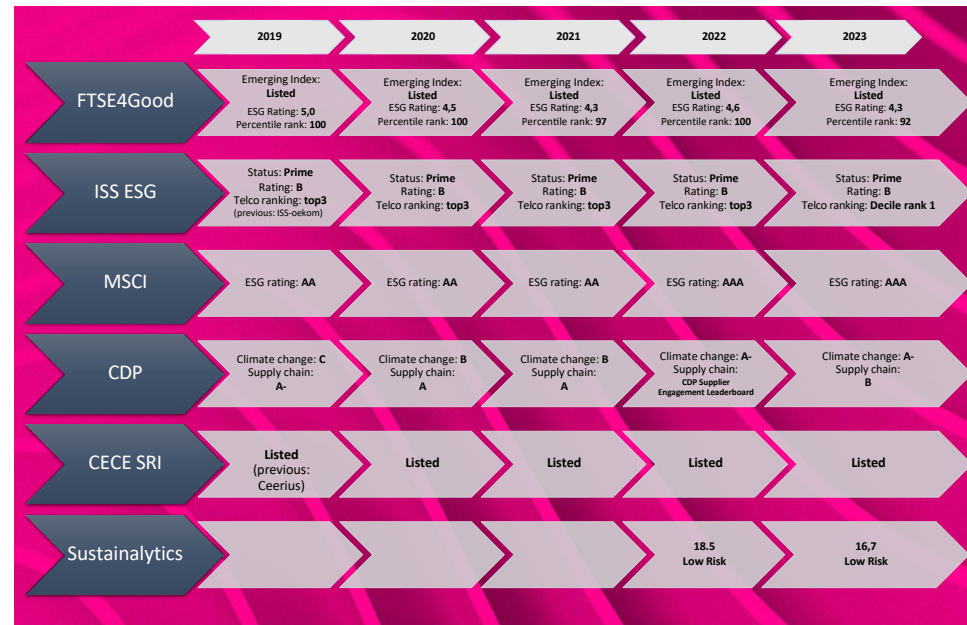 2019 2020 2021 2022 2023
FTSE4Good
Emerging Index:
Listed
ESG Rating: 5,0
Percentile rank: 100
Emerging Index:
Listed
ESG Rating: 4,5
Percentile rank: 100
Emerging Index:
Listed
ESG Rating: 4,3
Percentile rank: 97
Emerging Index:
Listed
ESG Rating: 4,6
Percentile rank: 100
Emerging Index:
Listed
ESG Rating: 4,3
Percentile rank: 92
ISS ESG
Status: Prime
Rating: B
Telco ranking: top3
(previous: ISS-oekom)
Status: Prime
Rating: B
Telco ranking: top3
Status: Prime
Rating: B
Telco ranking: top3
Status: Prime
Rating: B
Telco ranking: top3
Status: Prime
Rating: B
Telco ranking: Decile rank 1
MSCI
ESG rating: AA
ESG rating: AA
ESG rating: AA
ESG rating: AAA
ESG rating: AAA
CDP
Climate change: C
Supply chain:
A-
Climate change: B
Supply chain:
A
Climate change: B
Supply chain:
A
Climate change: A-
Supply chain:
CDP Supplier
Engagement Leaderboard
Climate change: A-
Supply chain:
B
CECE SRI
Listed
(previous:
Ceerius)
Listed
Listed
Listed
Listed
Sustainalytics
18.5
Low Risk
16,7
Low Risk